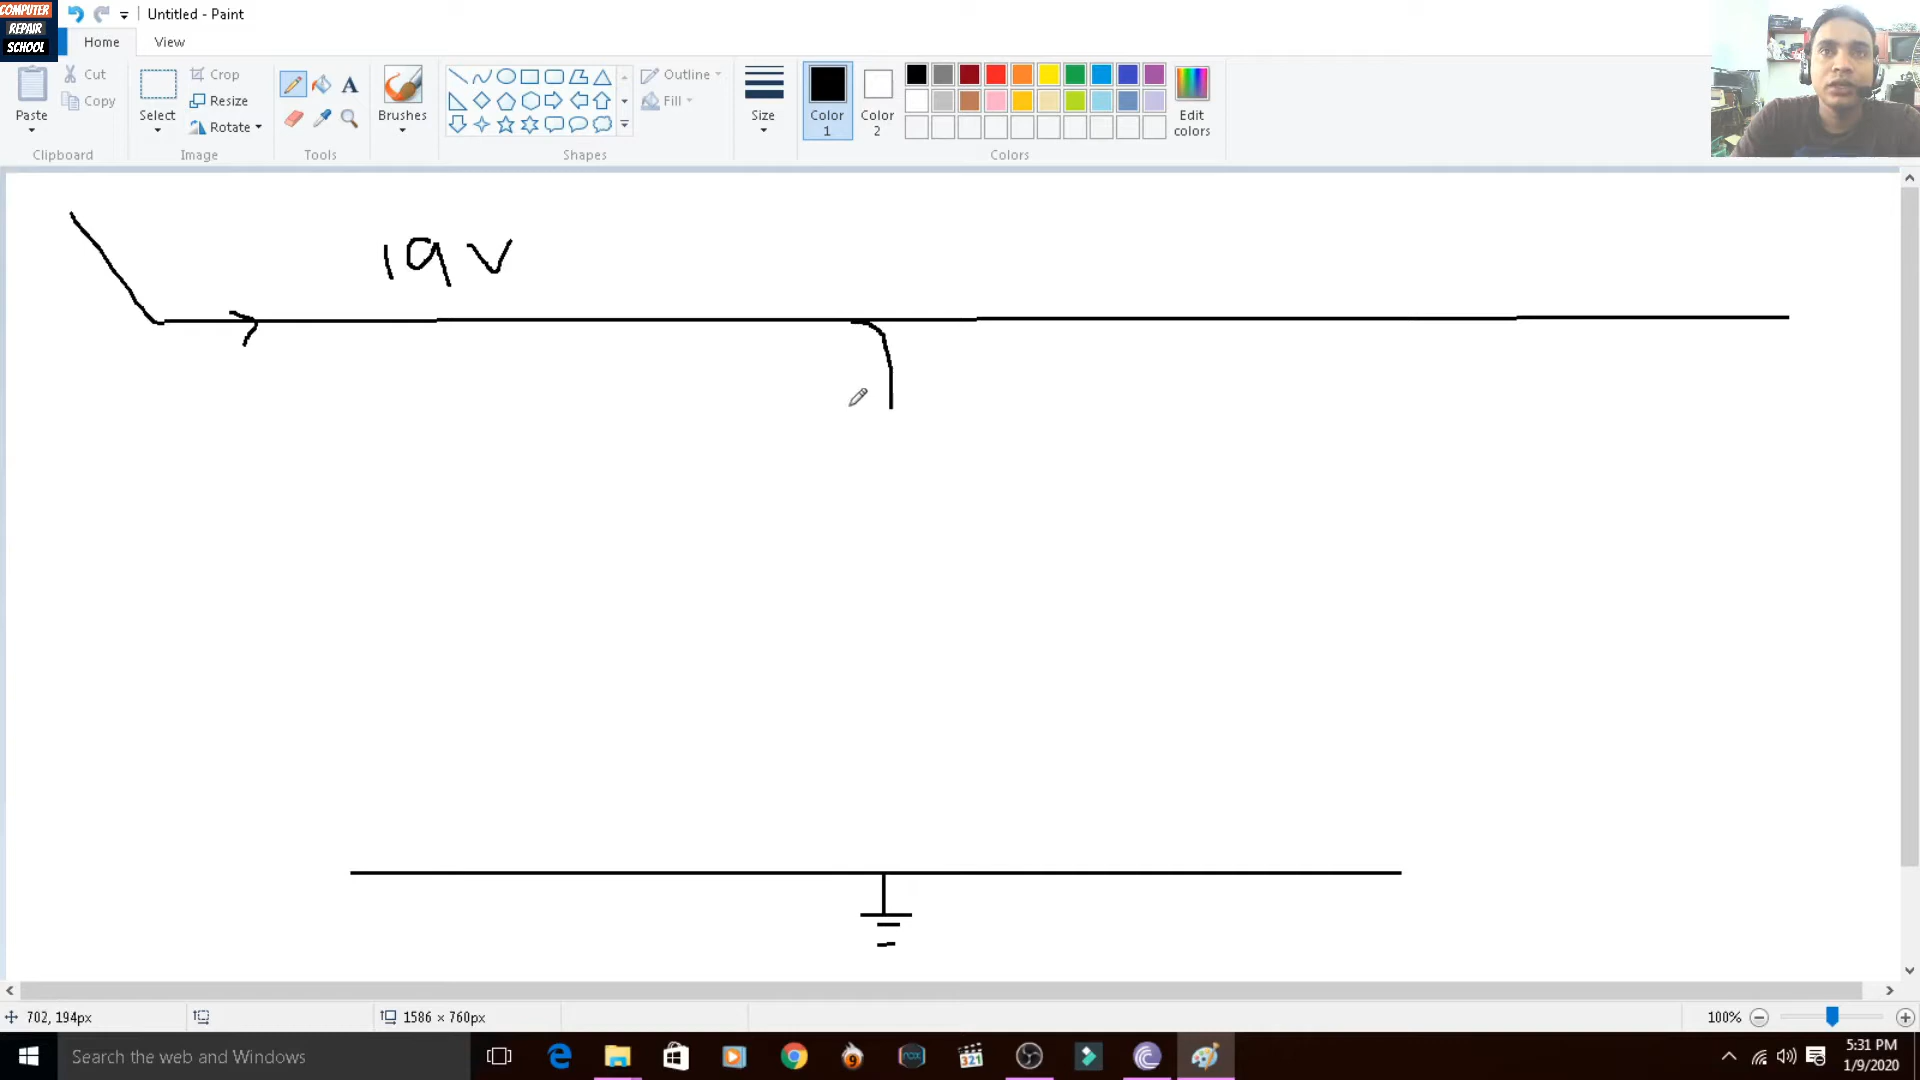 COMPUTER
REPAIR
SCHOOL
Untitled - Paint
Home
View
Paste
Cut
Copy
Clipboard
Select
Crop
Resize
Rotate
Image
A
Tools
Brushes
Outline
Fill
Shapes
Size
Color
1
Color
2
Edit
colors
Colors
19 V
702, 194px
1586 × 760px
100%
Search the web and Windows
321
5:31 PM
1/9/2020